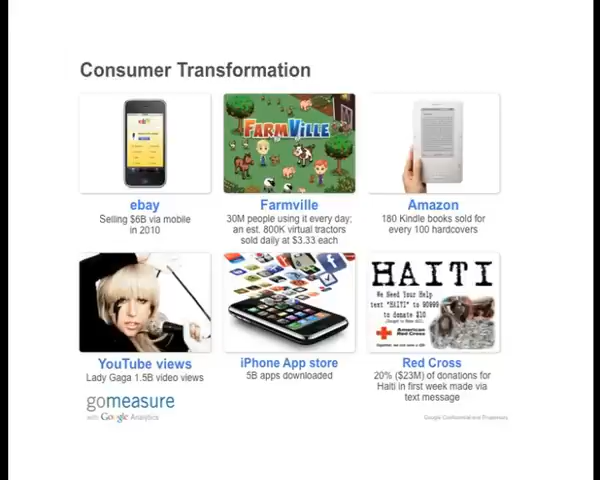 Consumer Transformation
ebay
Selling $6B via mobile
in 2010
FARMVILLE
Farmville
30M people using it every day;
an est. 800K virtual tractors
sold daily at $3.33 each
Amazon
180 Kindle books sold for
every 100 hardcovers
YouTube views
Lady Gaga 1.5B video views
iPhone App store
5B apps downloaded
HAITI
We Need Your Help
text "HAITI" to 90999
to donate $10
American
Red Cross
Red Cross
20% ($23M) of donations for
Haiti in first week made via
text message
gomeasure
with Google Analytics
Google Confidential and Proprietary